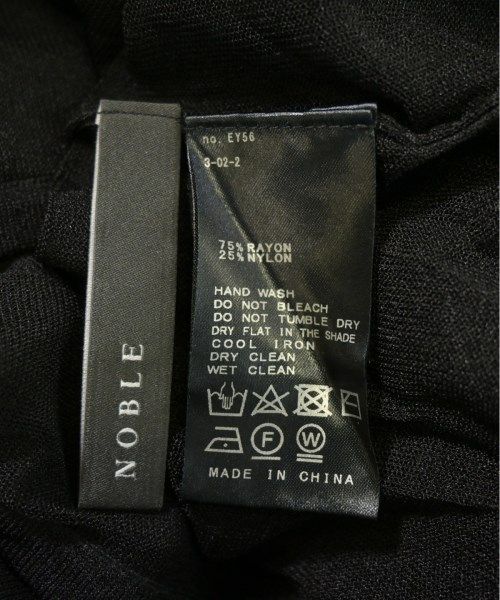 NOBLE
no. EY56
3-02-2
75% RAYON
25% NYLON
HAND WASH
DO NOT BLEACH
DO NOT TUMBLE DRY
DRY FLAT IN THE SHADE
COOL IRON
DRY CLEAN
WET CLEAN
F
W
MADE IN CHINA